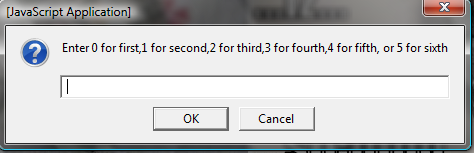 [JavaScript Application]
Enter 0 for first,1 for second,2 for third,3 for fourth,4 for fifth, or 5 for sixth
OK
Cancel